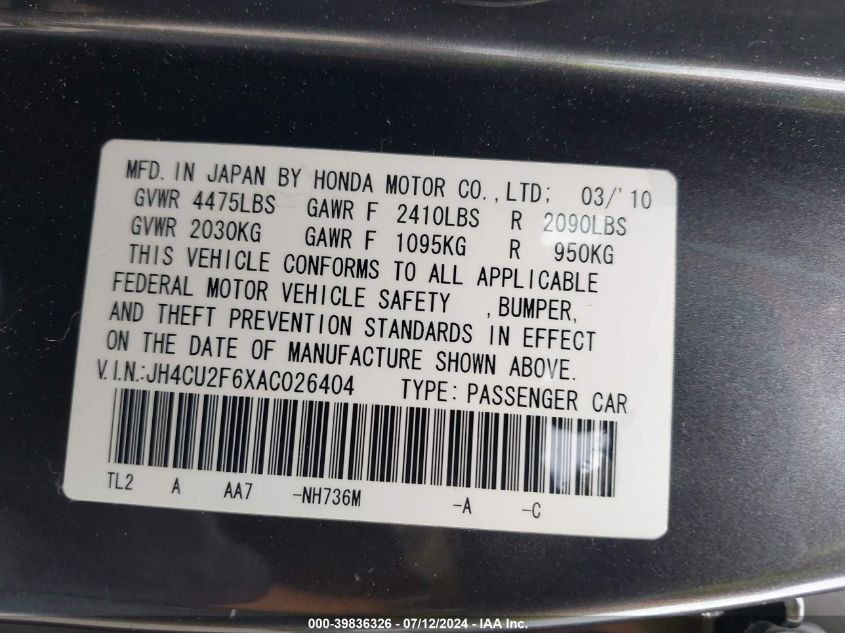 MFD. IN JAPAN BY HONDA MOTOR CO.,LTD; 03/'10
GVWR 4475LBS GAWR F 2410LBS R 2090LBS
GVWR 2030KG GAWR F 1095KG R 950KG
THIS VEHICLE CONFORMS TO ALL APPLICABLE
FEDERAL MOTOR VEHICLE SAFETY ,BUMPER,
AND THEFT PREVENTION STANDARDS IN EFFECT
ON THE DATE OF MANUFACTURE SHOWN ABOVE.
V.I.N.:JH4CU2F6XAC026404 TYPE: PASSENGER CAR
TL2 A AA7 -NH736M -A -C
000-39836326 - 07/12/2024 - IAA Inc.